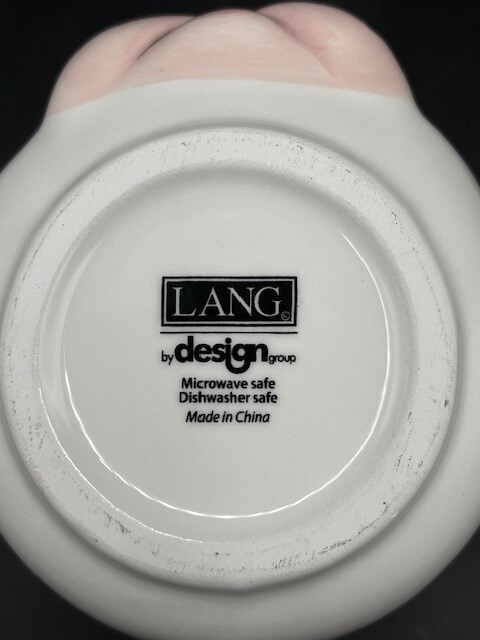 LANG
by design group
Microwave safe
Dishwasher safe
Made in China